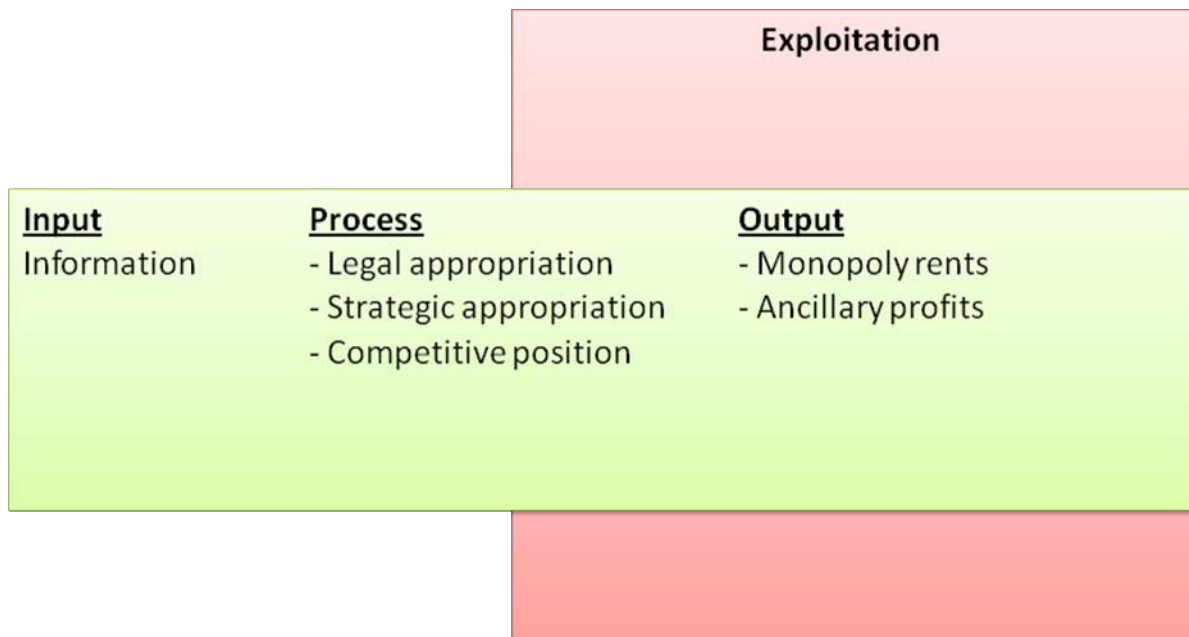 Exploitation
Input
Information
Process
- Legal appropriation
- Strategic appropriation
- Competitive position
Output
- Monopoly rents
- Ancillary profits